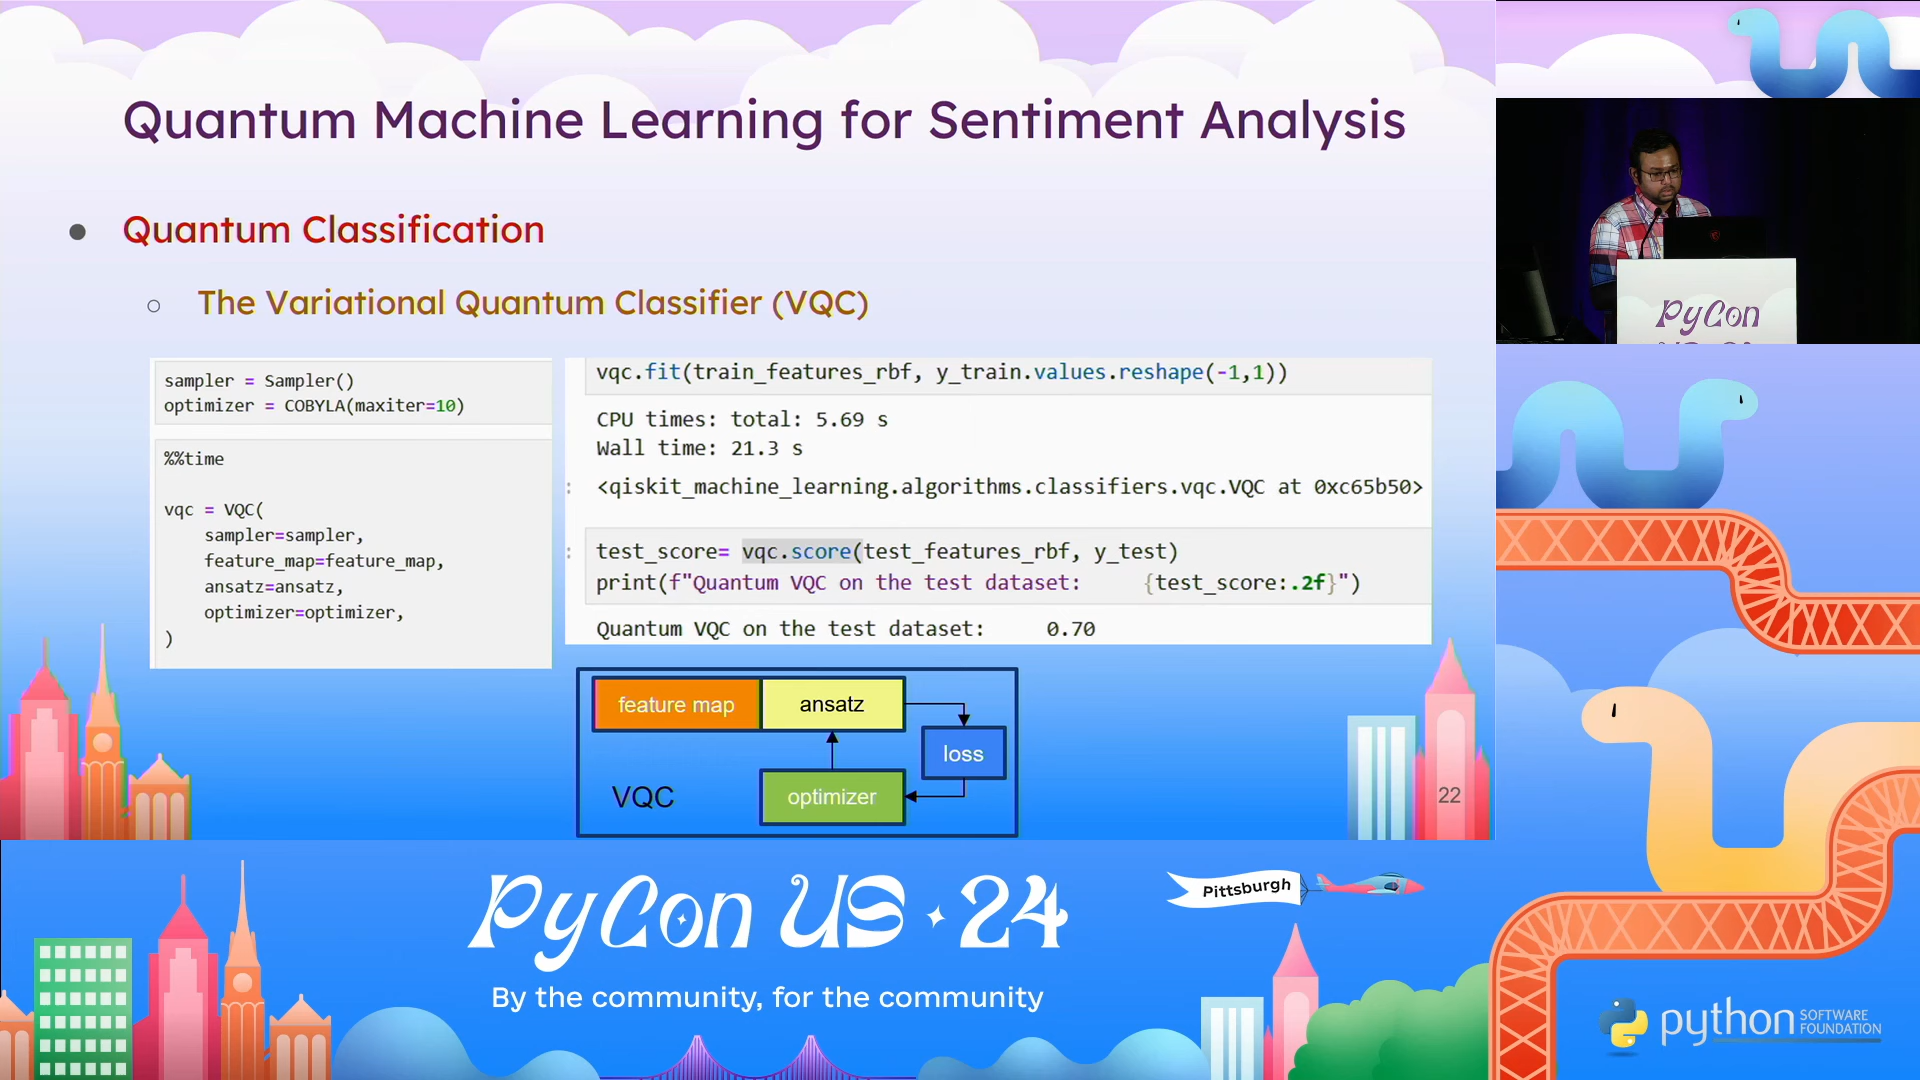 Quantum Machine Learning for Sentiment Analysis
● Quantum Classification
○ The Variational Quantum Classifier (VQC)
sampler = Sampler()
optimizer = COBYLA(maxiter=10)
%%time
vqc = VQC(
sampler=sampler,
feature_map=feature_map,
ansatz=ansatz,
optimizer=optimizer,
)
vqc.fit(train_features_rbf, y_train.values.reshape(-1,1))
CPU times: total: 5.69 s
Wall time: 21.3 s
: <qiskit_machine_learning.algorithms.classifiers.vqc.VQC at 0xc65b50>
: test_score= vqc.score(test_features_rbf, y_test)
print(f"Quantum VQC on the test dataset:     {test_score:.2f}")
Quantum VQC on the test dataset:     0.70
feature map
ansatz
loss
VQC
optimizer
22
PyCon
PyCon US 24
Pittsburgh
By the community, for the community
python
SOFTWARE
FOUNDATION